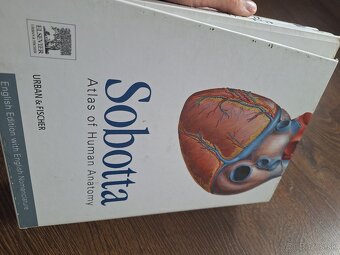 Sobotta
Atlas of Human Anatomy
English Edition with English Nomenclature
ELSEVIER
URBAN & FISCHER